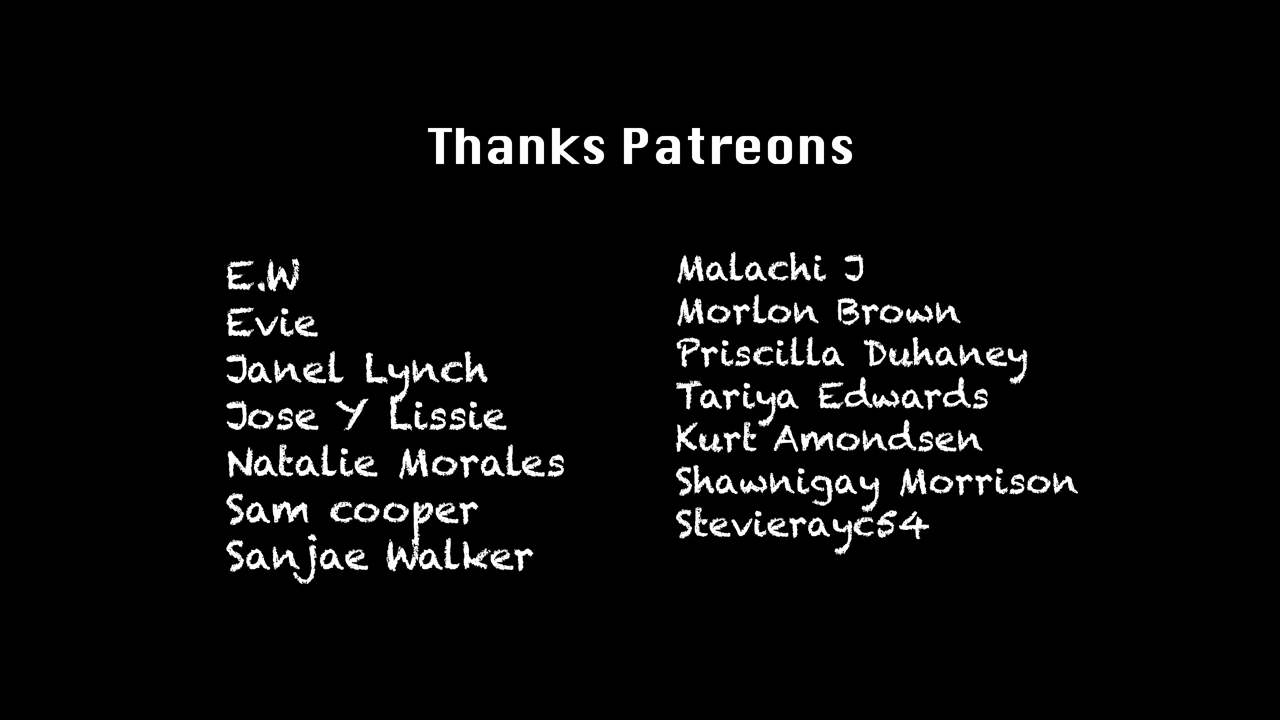 Thanks Patreons
E.W
Evie
Janel Lynch
Jose Y Lissie
Natalie Morales
Sam cooper
Sanjae Walker
Malachi J
Morlon Brown
Priscilla Duhaney
Tariya Edwards
Kurt Amondsen
Shawnigay Morrison
Stevierayc54